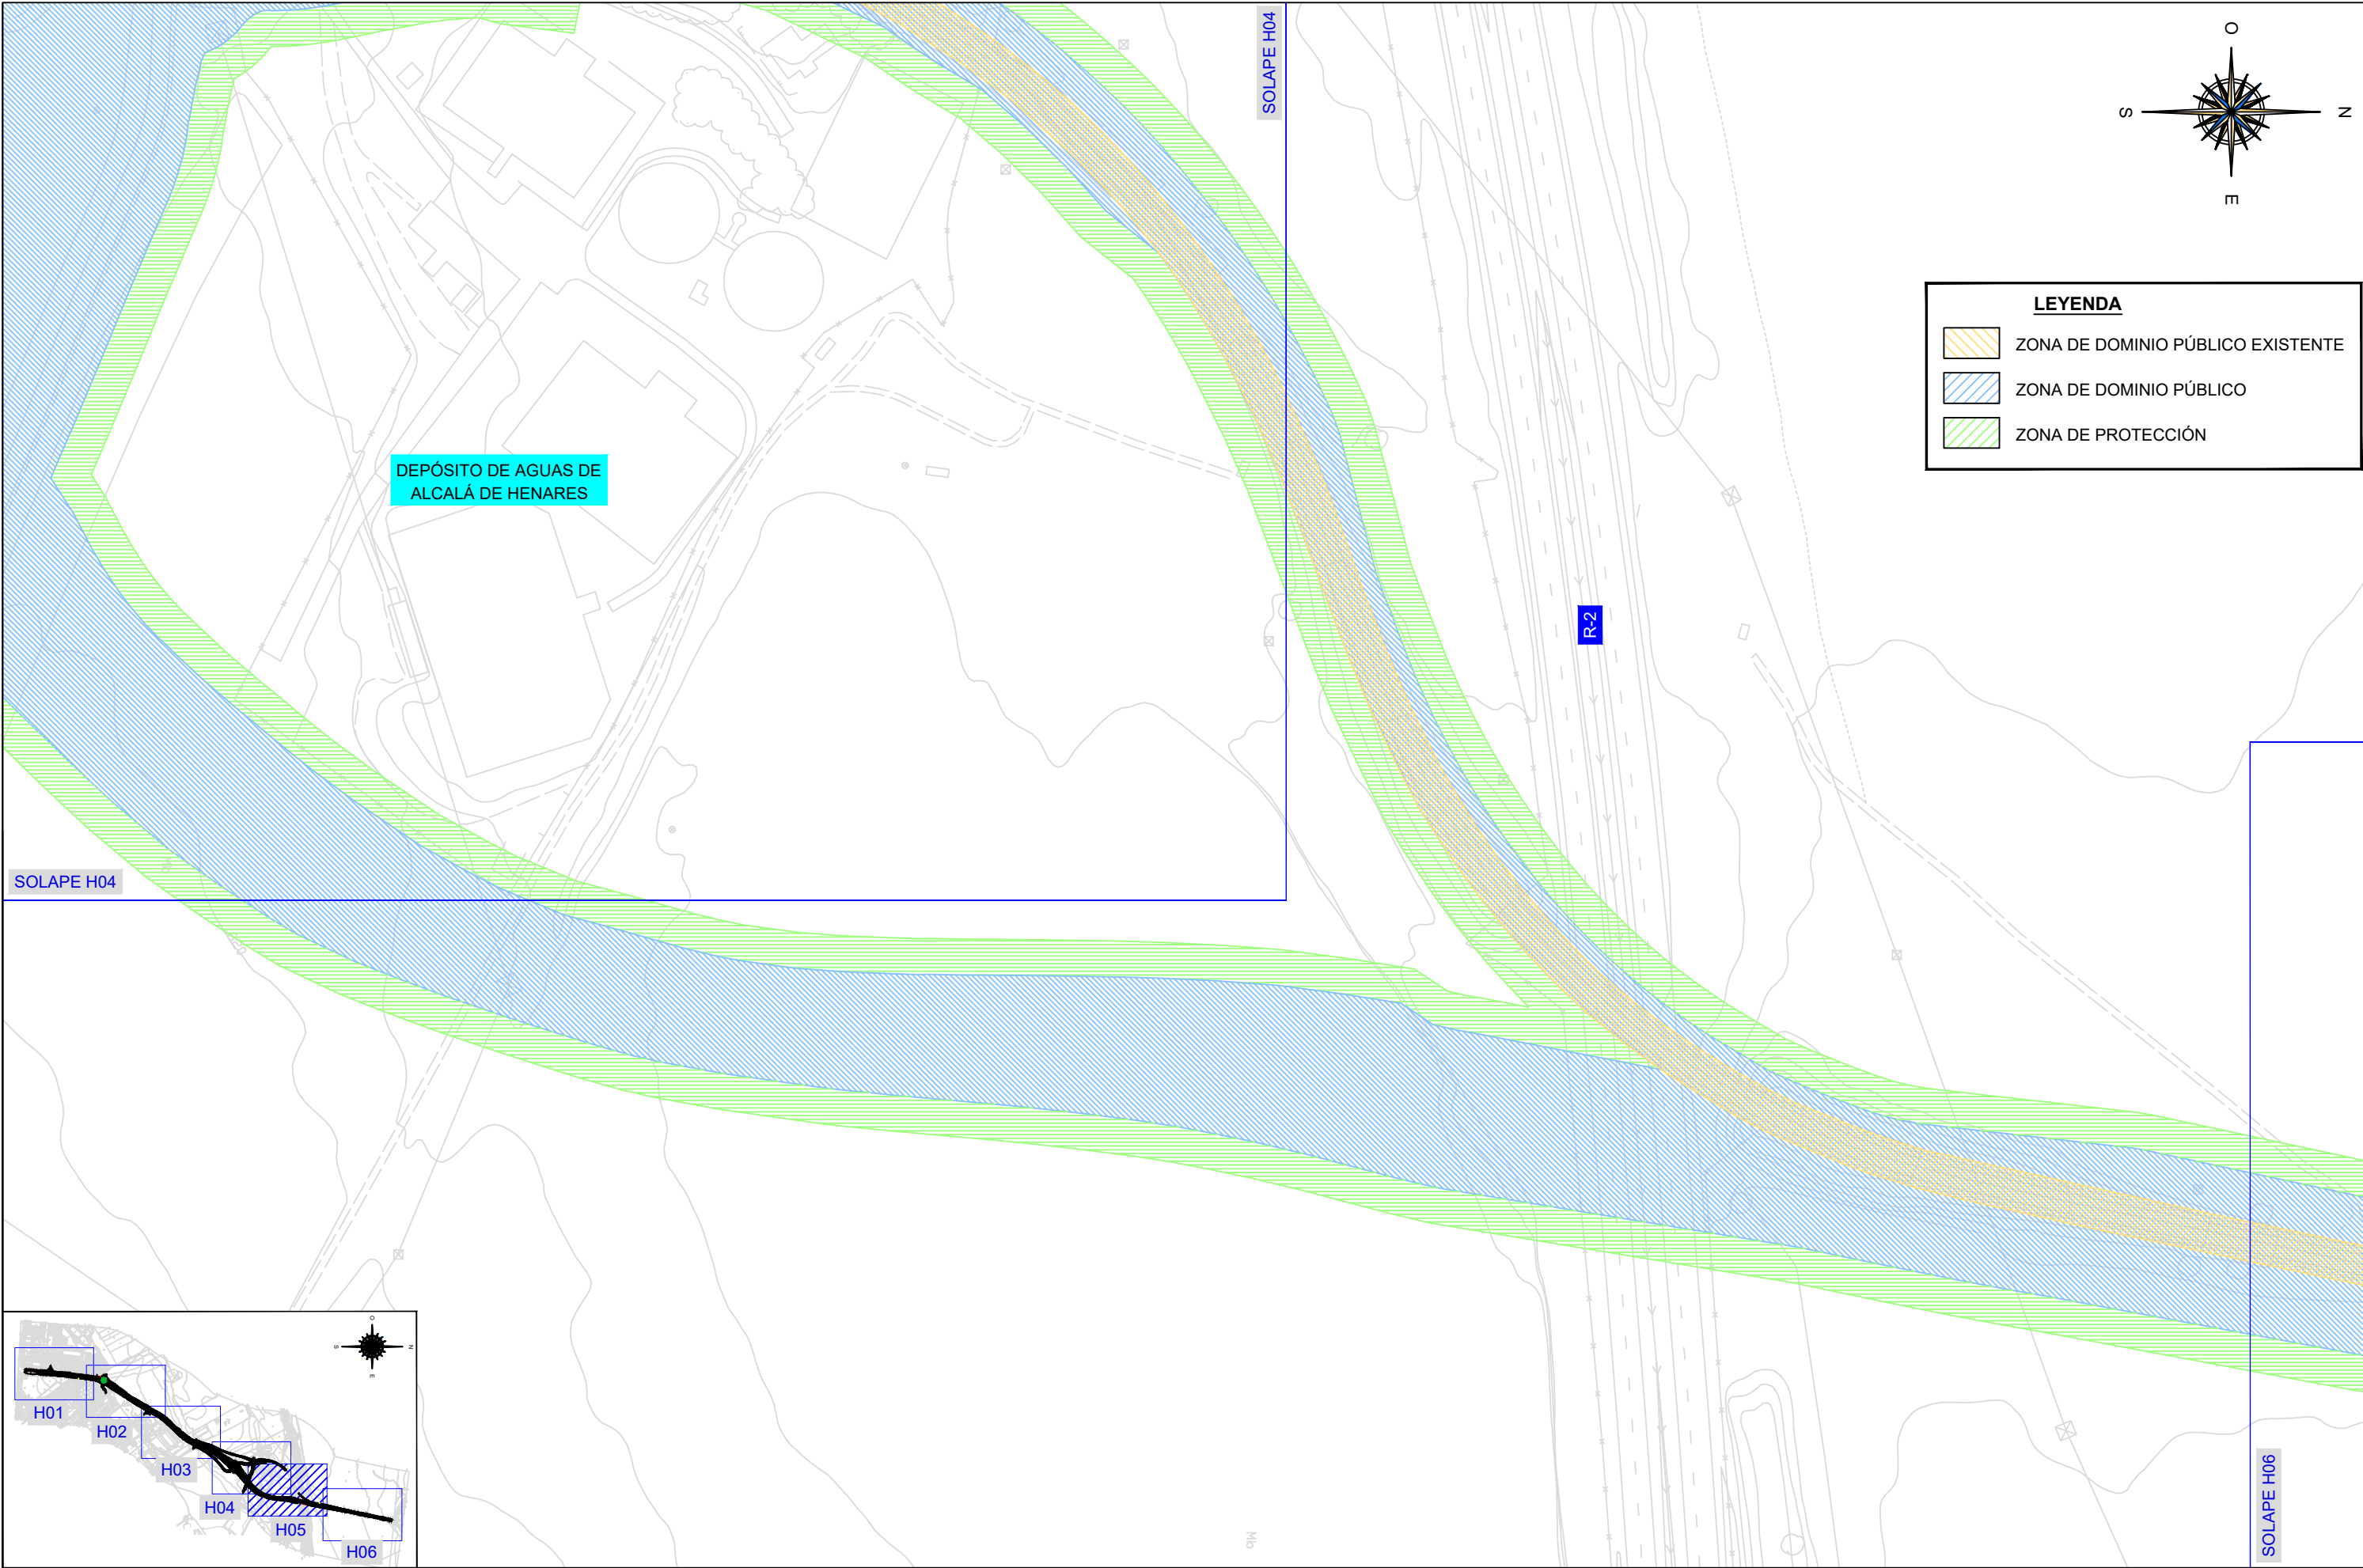 SOLAPE H04
O
S
N
E
LEYENDA
ZONA DE DOMINIO PÚBLICO EXISTENTE
ZONA DE DOMINIO PÚBLICO
ZONA DE PROTECCIÓN
DEPÓSITO DE AGUAS DE
ALCALÁ DE HENARES
R-2
SOLAPE H04
O
S
N
E
H01
H02
H03
H04
H05
H06
SOLAPE H06